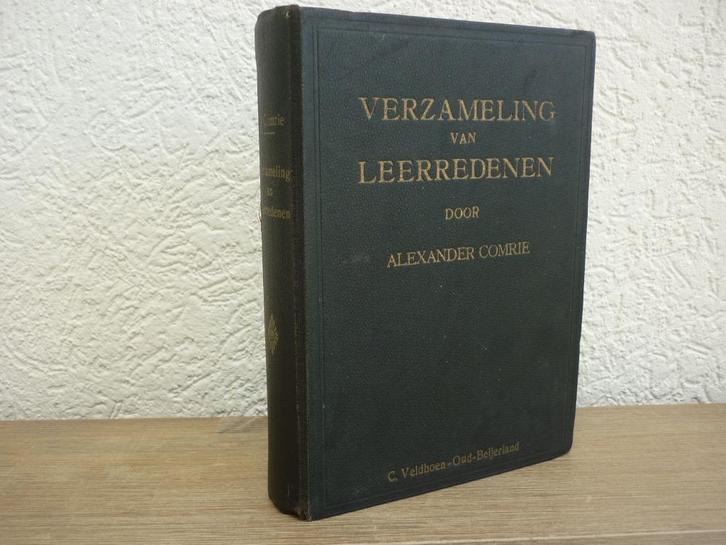 VERZAMELING
VAN
LEERREDENEN
DOOR
ALEXANDER COMRIE
C. Veldhoen-Oud-Beijerland